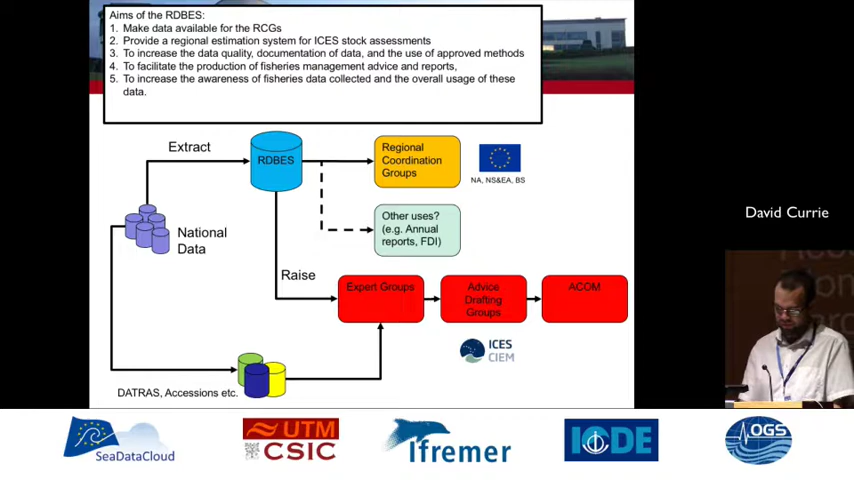 Aims of the RDBES:
1. Make data available for the RCGs
2. Provide a regional estimation system for ICES stock assessments
3. To increase the data quality, documentation of data, and the use of approved methods
4. To facilitate the production of fisheries management advice and reports,
5. To increase the awareness of fisheries data collected and the overall usage of these
data.
Extract
RDBES
Regional
Coordination
Groups
NA, NS&EA, BS
National
Data
Other uses?
(e.g. Annual
reports, FDI)
Raise
Expert Groups
Advice
Drafting
Groups
ACOM
ICES
CIEM
DATRAS, Accessions etc.
David Currie
SeaDataCloud
UTM
CSIC
Ifremer
IODE
OGS